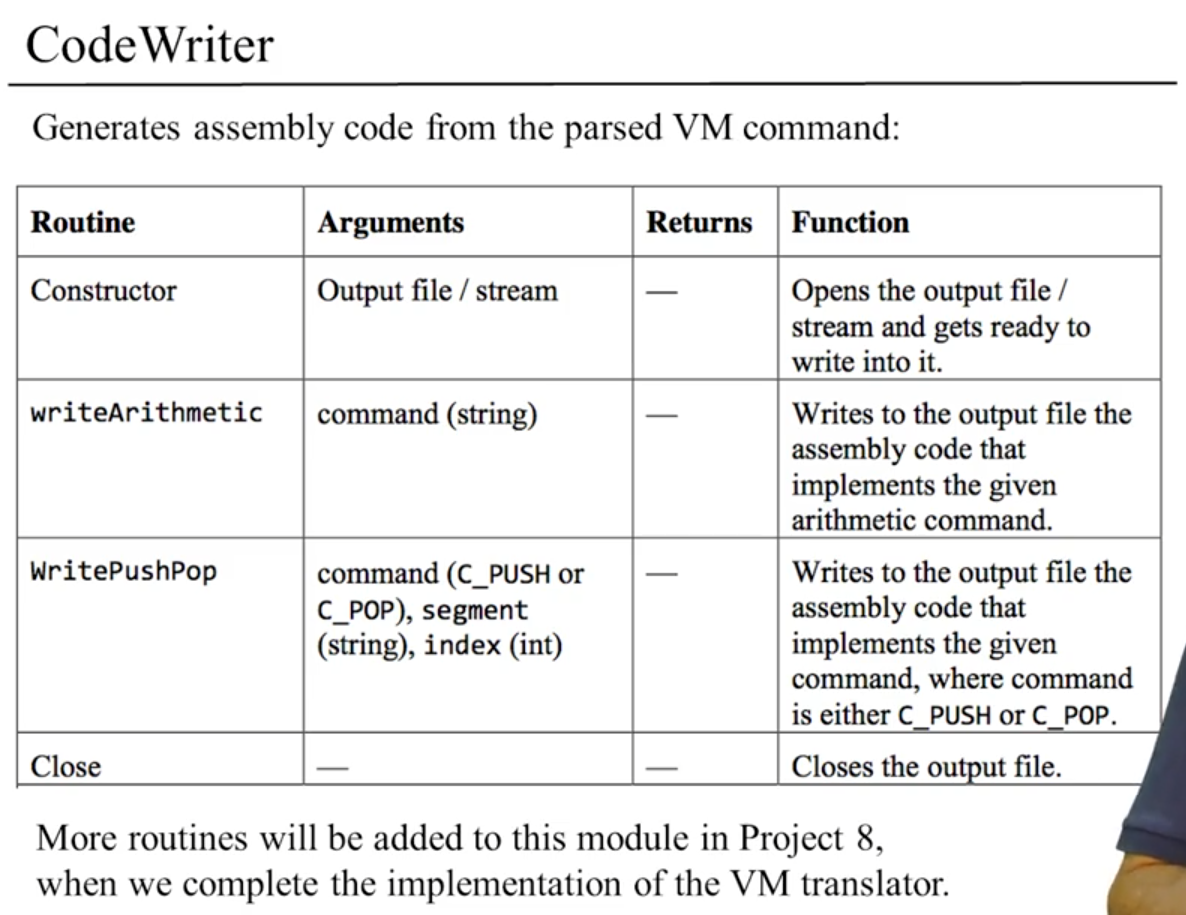 CodeWriter
Generates assembly code from the parsed VM command:
Routine Arguments Returns Function
Constructor Output file / stream — Opens the output file /
stream and gets ready to
write into it.
writeArithmetic command (string) — Writes to the output file the
assembly code that
implements the given
arithmetic command.
WritePushPop command (C_PUSH or — Writes to the output file the
C_POP), segment assembly code that
(string), index (int) implements the given
command, where command
is either C_PUSH or C_POP.
Close — — Closes the output file.
More routines will be added to this module in Project 8,
when we complete the implementation of the VM translator.